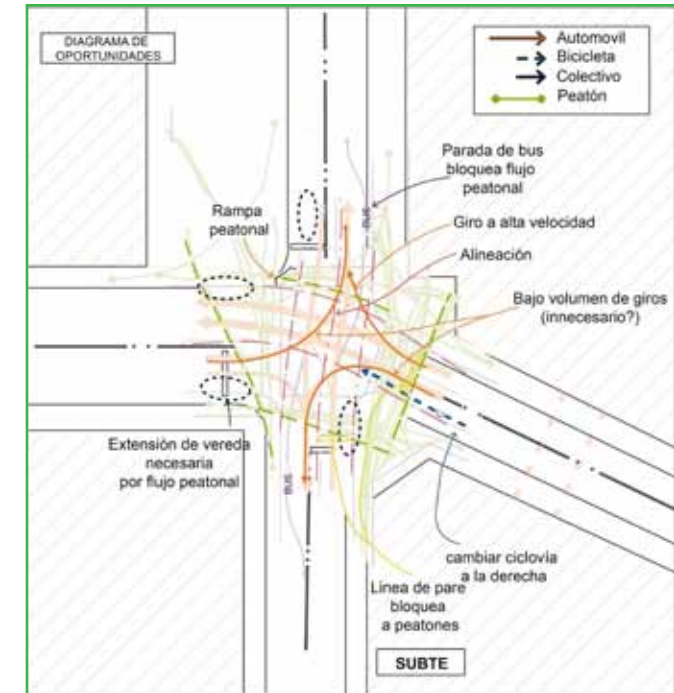 DIAGRAMA DE
OPORTUNIDADES
Automovil
Bicicleta
Colectivo
Peatón
Parada de bus
bloquea flujo
peatonal
Rampa
peatonal
BUS
Giro a alta velocidad
Alineación
Bajo volumen de giros
(innecesario?)
Extensión de vereda
necesaria
por flujo peatonal
BUS
cambiar ciclovía
a la derecha
Línea de pare
bloquea
a peatones
SUBTE